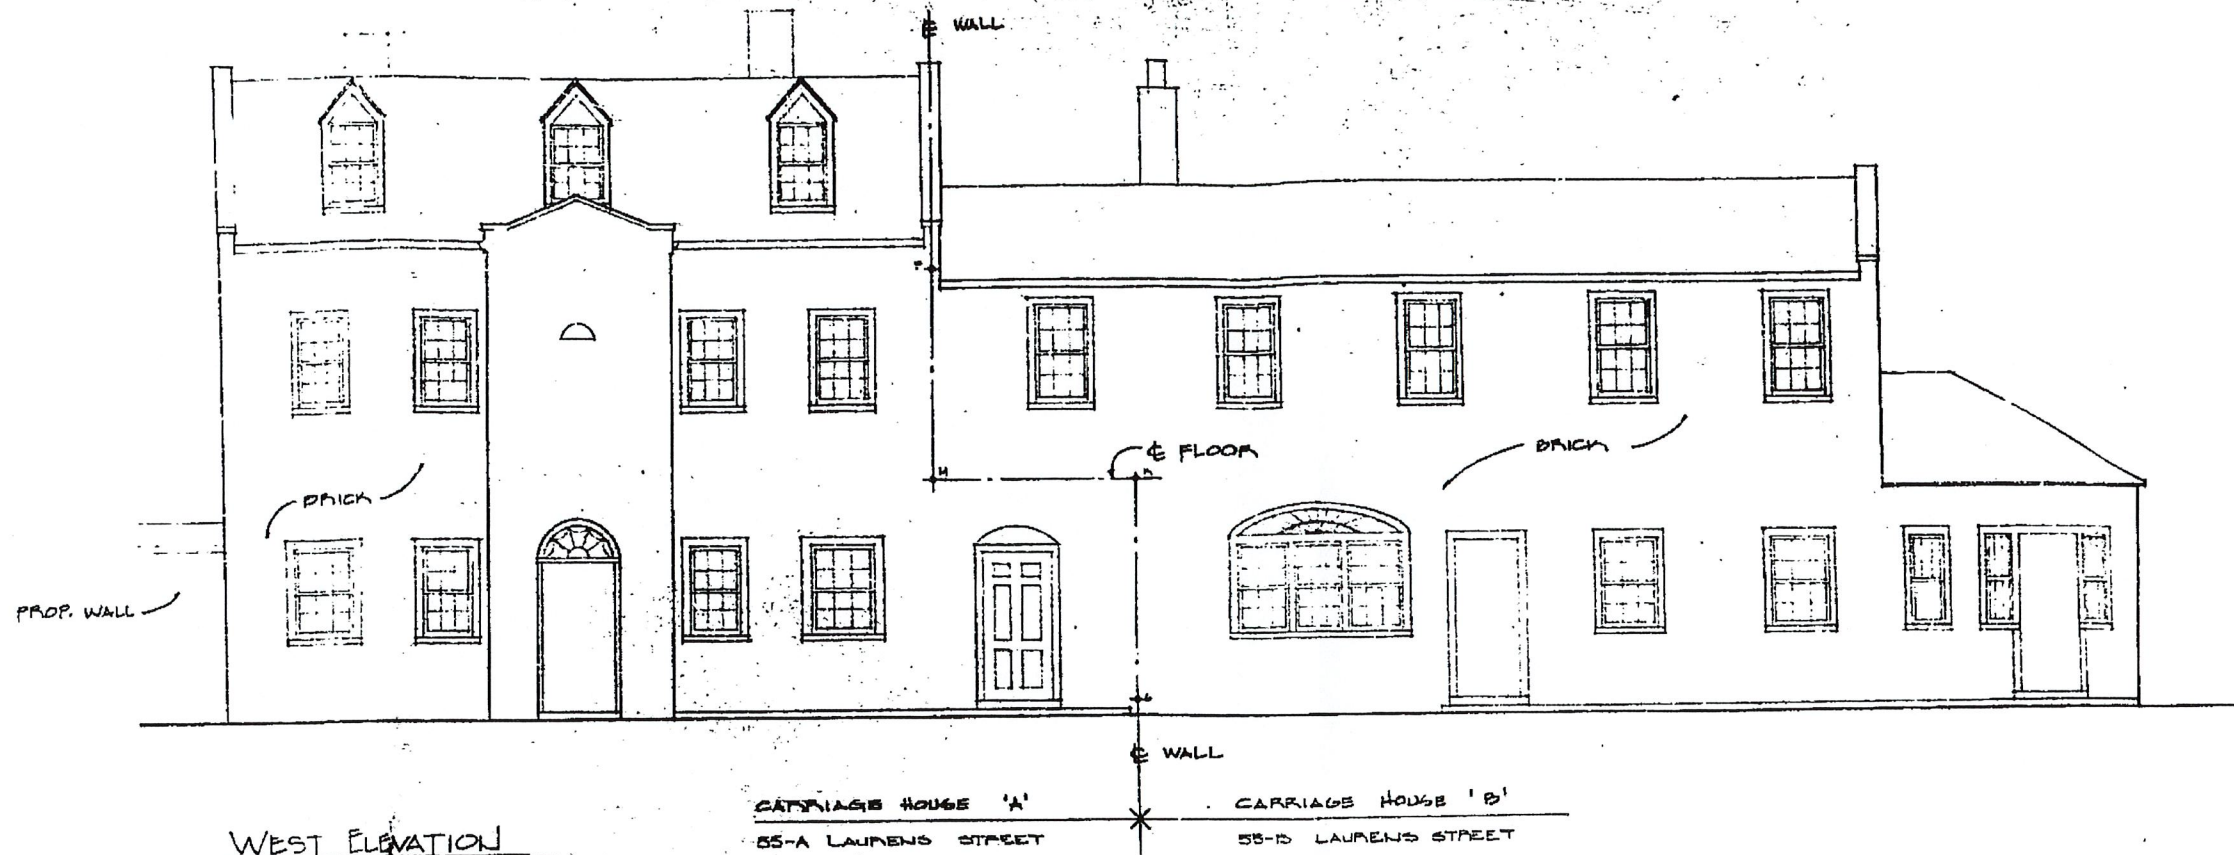 ℄ WALL
℄ FLOOR
BRICK
BRICK
PROP. WALL
℄ WALL
CARRIAGE HOUSE 'A'
55-A LAURENS STREET
CARRIAGE HOUSE 'B'
55-B LAURENS STREET
WEST ELEVATION